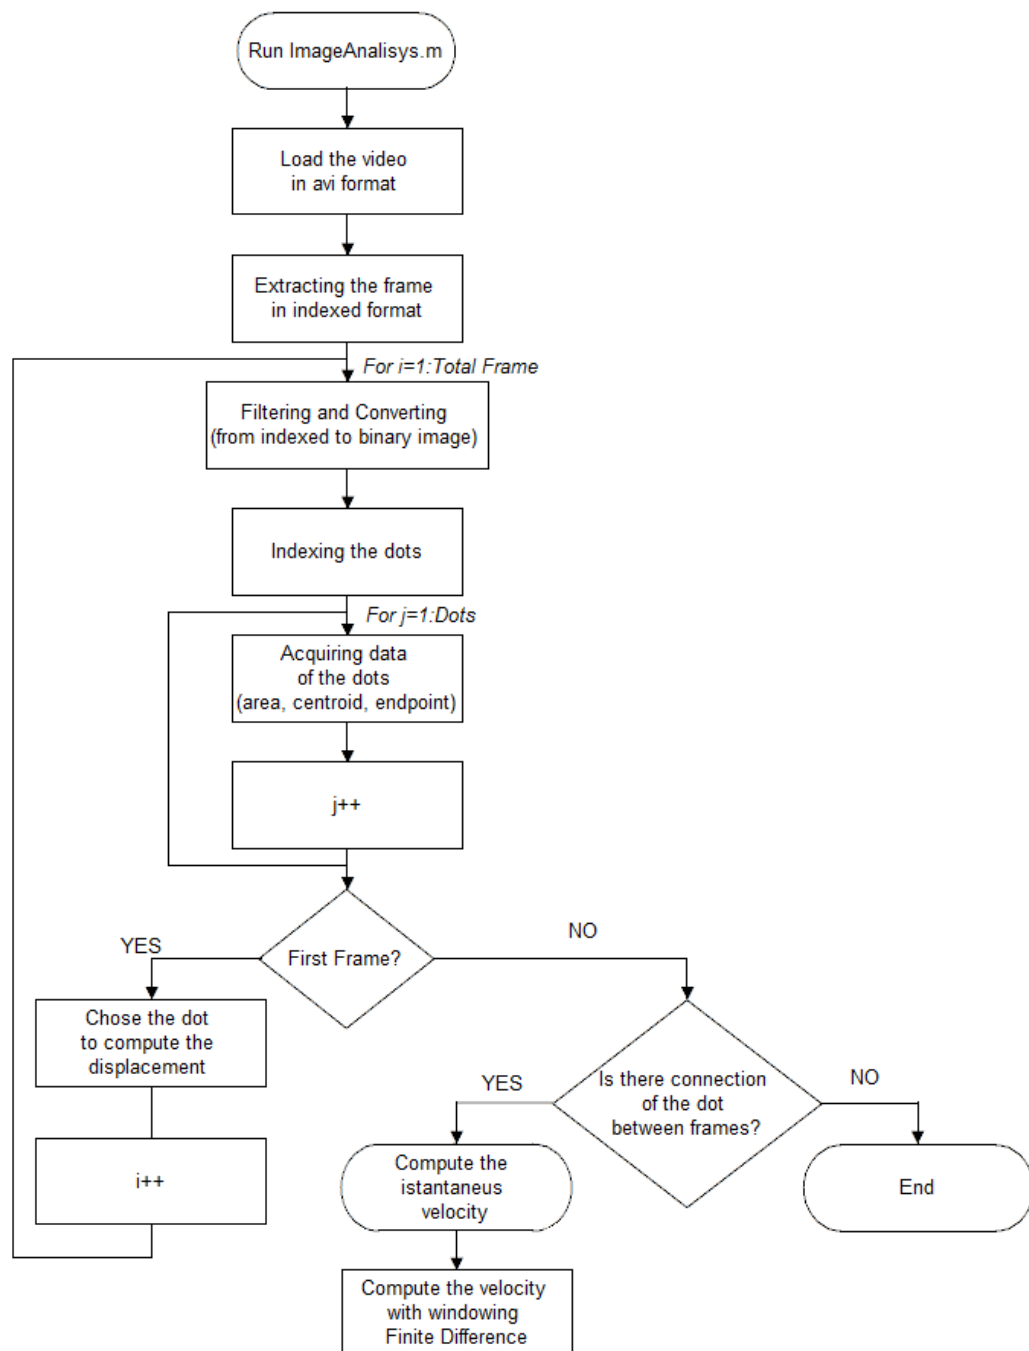 Run ImageAnalisys.m
Load the video
in avi format
Extracting the frame
in indexed format
For i=1:Total Frame
Filtering and Converting
(from indexed to binary image)
Indexing the dots
For j=1:Dots
Acquiring data
of the dots
(area, centroid, endpoint)
j++
First Frame?
YES
NO
Chose the dot
to compute the
displacement
i++
Is there connection
of the dot
between frames?
YES
NO
Compute the
istantaneus
velocity
End
Compute the velocity
with windowing
Finite Difference